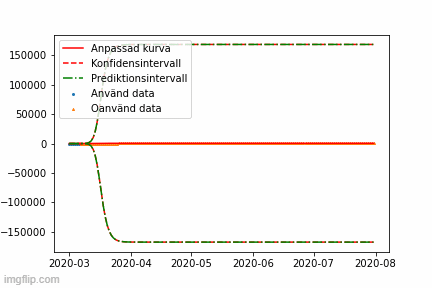 Anpassad kurva
Konfidensintervall
Prediktionsintervall
Använd data
Oanvänd data
150000
100000
50000
0
−50000
−100000
−150000
2020-03 2020-04 2020-05 2020-06 2020-07 2020-08
imgflip.com